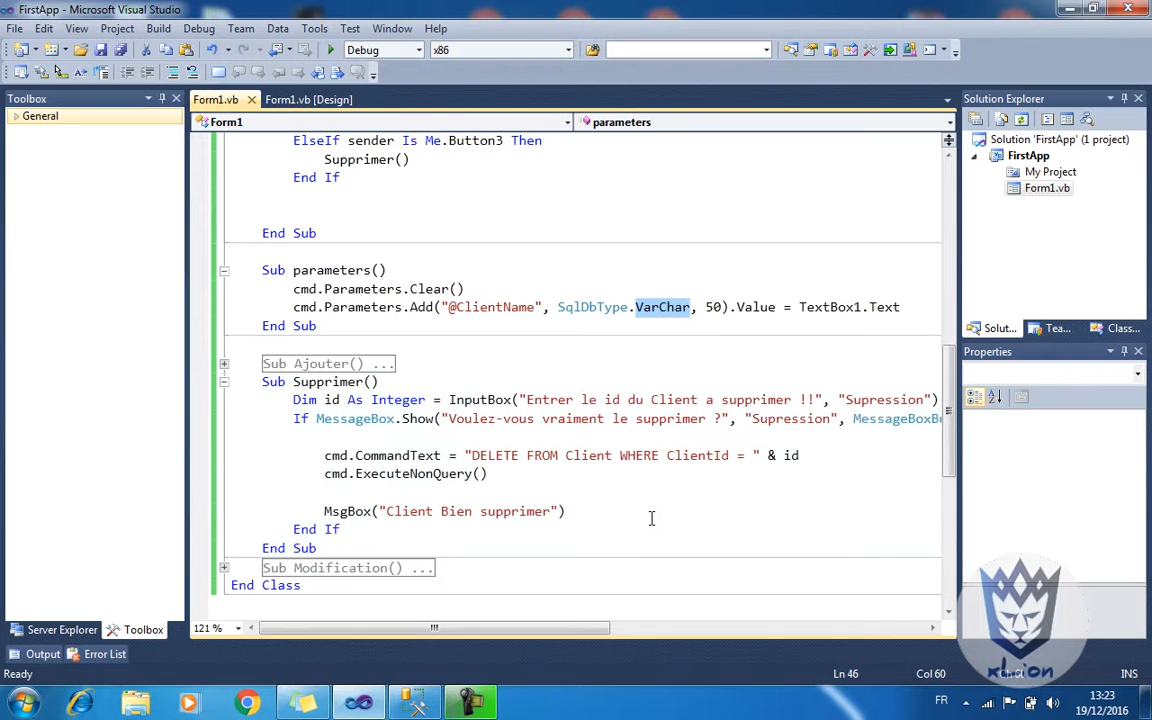 FirstApp - Microsoft Visual Studio
File Edit View Project Build Debug Team Data Tools Test Window Help
Debug x86
Toolbox
General
Form1.vb Form1.vb [Design]
Form1 parameters
ElseIf sender Is Me.Button3 Then
Supprimer()
End If
End Sub
Sub parameters()
cmd.Parameters.Clear()
cmd.Parameters.Add("@ClientName", SqlDbType.VarChar, 50).Value = TextBox1.Text
End Sub
Sub Ajouter() ...
Sub Supprimer()
Dim id As Integer = InputBox("Entrer le id du Client a supprimer !!", "Supression")
If MessageBox.Show("Voulez-vous vraiment le supprimer ?", "Supression", MessageBoxBu
cmd.CommandText = "DELETE FROM Client WHERE ClientId = " & id
cmd.ExecuteNonQuery()
MsgBox("Client Bien supprimer")
End If
End Sub
Sub Modification() ...
End Class
121 %
Solution Explorer
Solution 'FirstApp' (1 project)
FirstApp
My Project
Form1.vb
Solut... Tea... Class...
Properties
Server Explorer Toolbox
Output Error List
Ready Ln 46 Col 60 INS
xLion
FR 13:23
19/12/2016